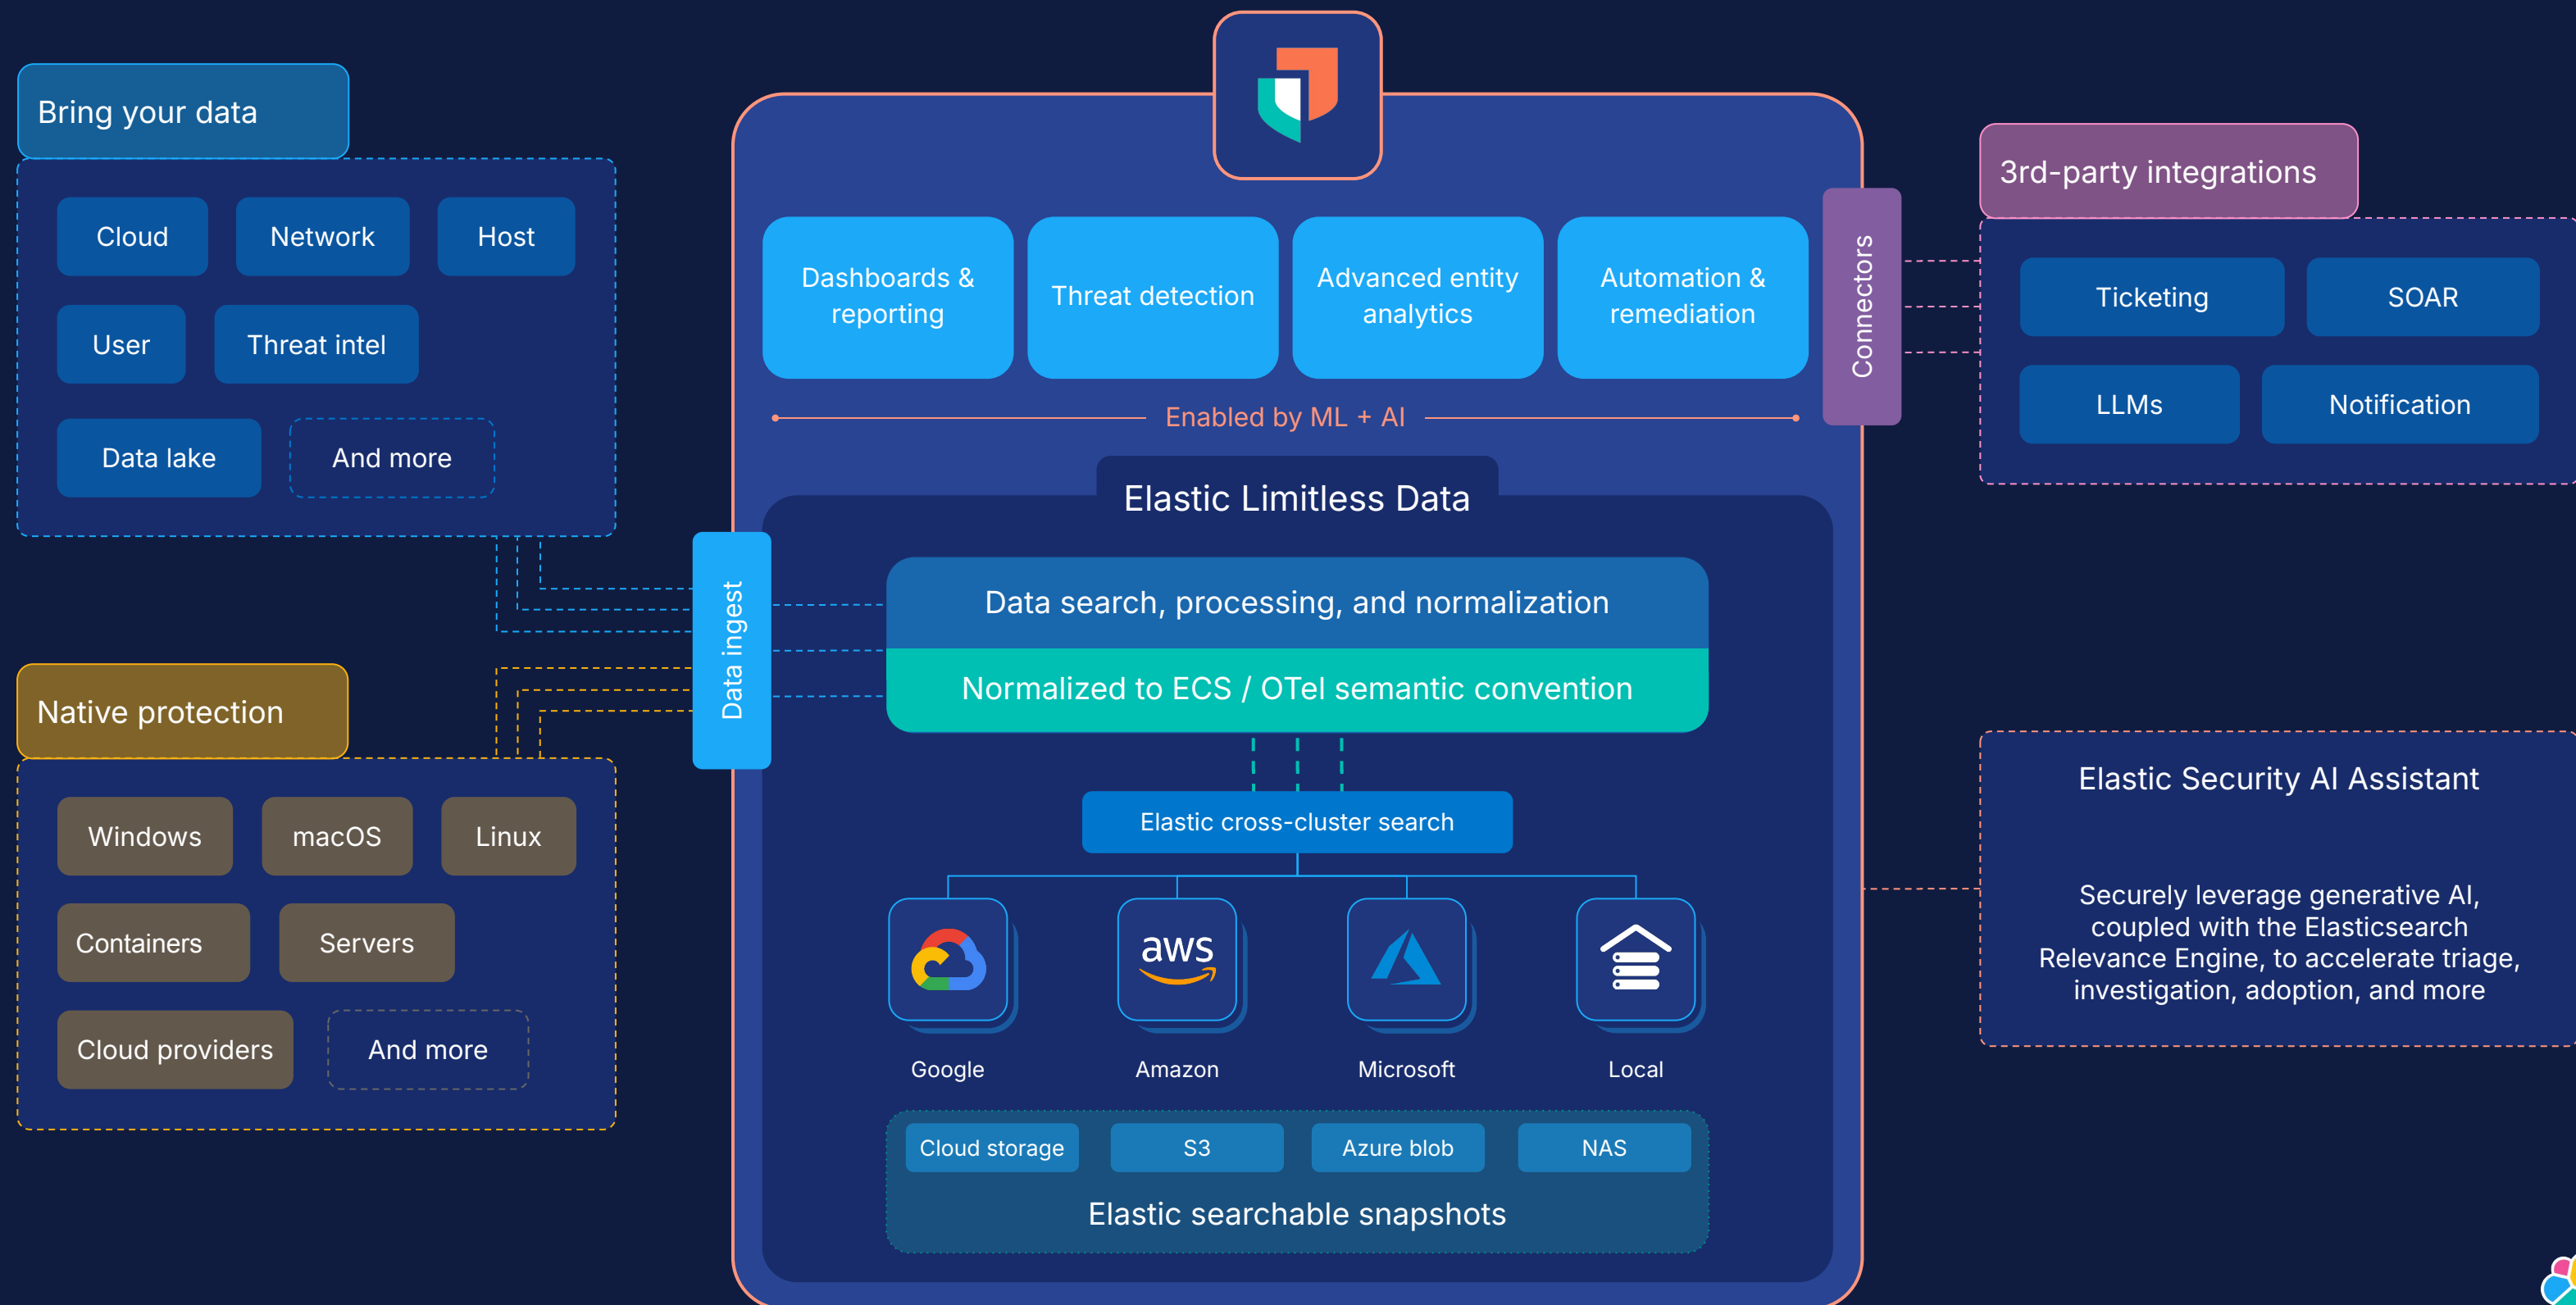 Bring your data
Cloud
Network
Host
User
Threat intel
Data lake
And more
Native protection
Windows
macOS
Linux
Containers
Servers
Cloud providers
And more
Data ingest
Dashboards &
reporting
Threat detection
Advanced entity
analytics
Automation &
remediation
Connectors
Enabled by ML + AI
Elastic Limitless Data
Data search, processing, and normalization
Normalized to ECS / OTel semantic convention
Elastic cross-cluster search
aws
Google
Amazon
Microsoft
Local
Cloud storage
S3
Azure blob
NAS
Elastic searchable snapshots
3rd-party integrations
Ticketing
SOAR
LLMs
Notification
Elastic Security AI Assistant
Securely leverage generative AI,
coupled with the Elasticsearch
Relevance Engine, to accelerate triage,
investigation, adoption, and more